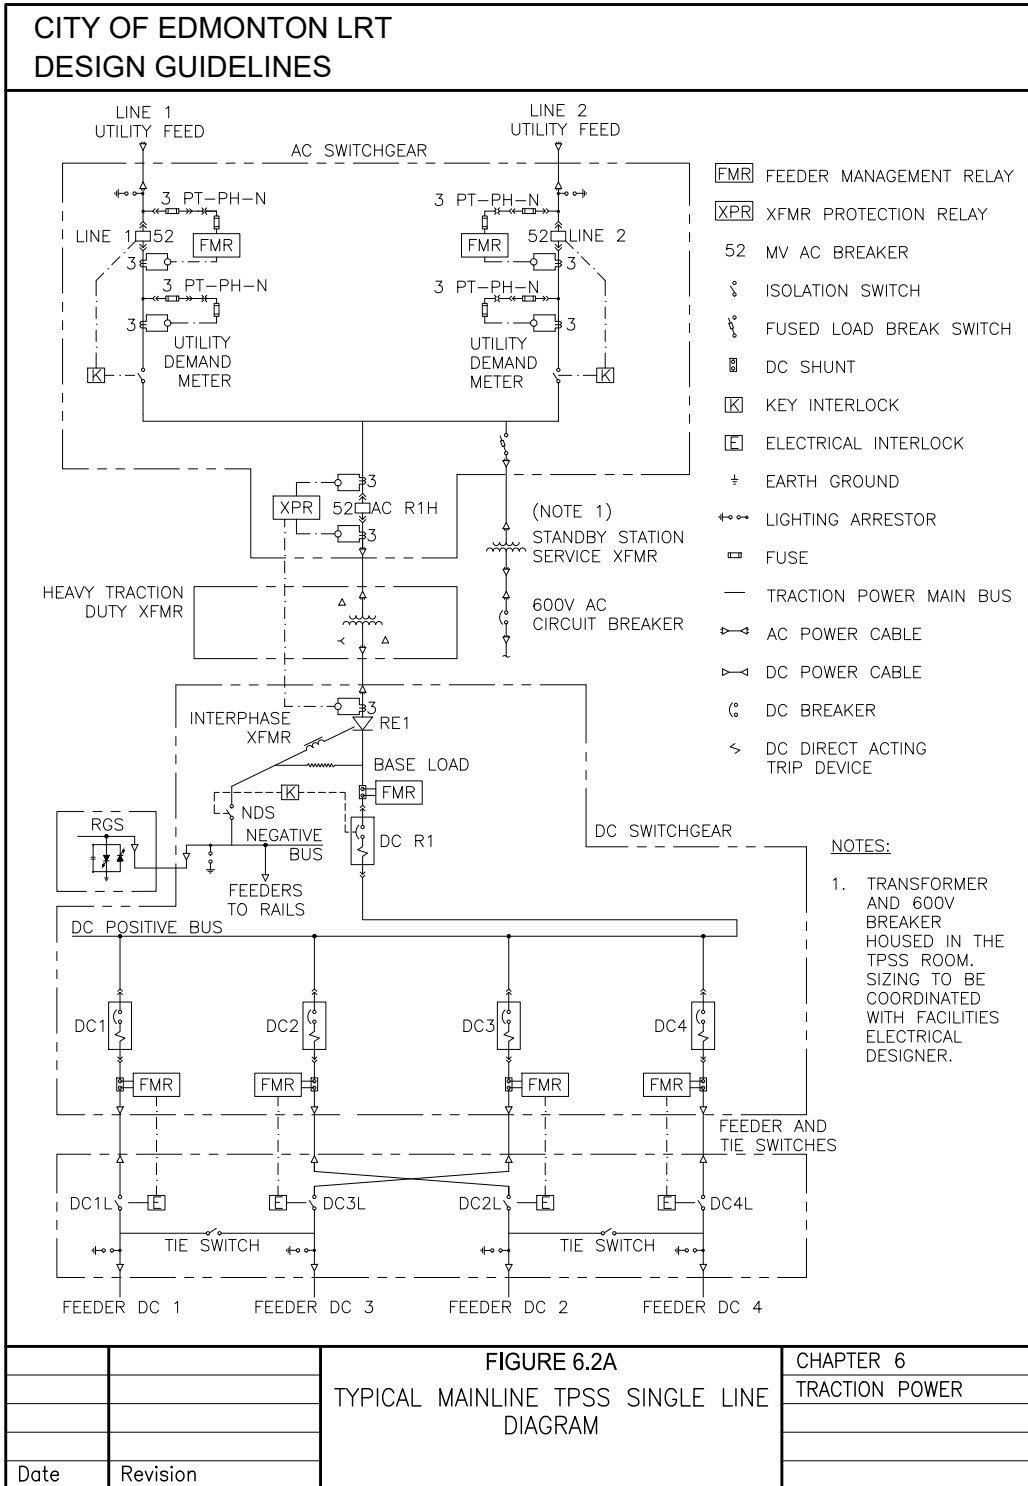 CITY OF EDMONTON LRT
DESIGN GUIDELINES
LINE 1
UTILITY FEED
LINE 2
UTILITY FEED
AC SWITCHGEAR
3 PT-PH-N
3 PT-PH-N
LINE 1
52
FMR
FMR
52
LINE 2
3
3
3 PT-PH-N
3 PT-PH-N
3
3
UTILITY
DEMAND
METER
UTILITY
DEMAND
METER
K
K
FMR FEEDER MANAGEMENT RELAY
XPR XFMR PROTECTION RELAY
52 MV AC BREAKER
ISOLATION SWITCH
FUSED LOAD BREAK SWITCH
DC SHUNT
K KEY INTERLOCK
E ELECTRICAL INTERLOCK
EARTH GROUND
LIGHTING ARRESTOR
FUSE
TRACTION POWER MAIN BUS
AC POWER CABLE
DC POWER CABLE
DC BREAKER
DC DIRECT ACTING
TRIP DEVICE
3
XPR
52
AC R1H
3
(NOTE 1)
STANDBY STATION
SERVICE XFMR
HEAVY TRACTION
DUTY XFMR
600V AC
CIRCUIT BREAKER
3
RE1
INTERPHASE
XFMR
BASE LOAD
K
FMR
NDS
RGS
NEGATIVE
BUS
DC R1
DC SWITCHGEAR
FEEDERS
TO RAILS
NOTES:
1. TRANSFORMER
AND 600V
BREAKER
HOUSED IN THE
TPSS ROOM.
SIZING TO BE
COORDINATED
WITH FACILITIES
ELECTRICAL
DESIGNER.
DC POSITIVE BUS
DC1
DC2
DC3
DC4
FMR
FMR
FMR
FMR
FEEDER AND
TIE SWITCHES
DC1L
E
E
DC3L
DC2L
E
E
DC4L
TIE SWITCH
TIE SWITCH
FEEDER DC 1
FEEDER DC 3
FEEDER DC 2
FEEDER DC 4
FIGURE 6.2A
TYPICAL MAINLINE TPSS SINGLE LINE
DIAGRAM
CHAPTER 6
TRACTION POWER
Date
Revision